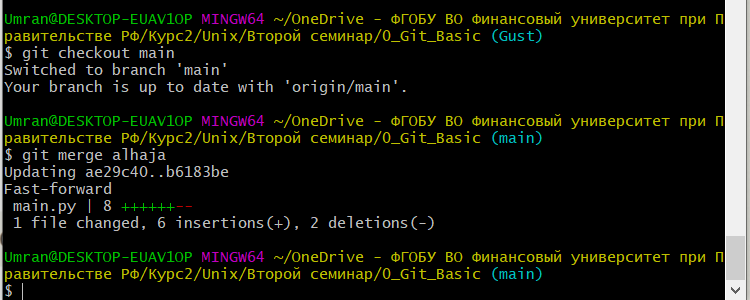 Umran@DESKTOP-EUAV1OP MINGW64 ~/OneDrive - ФГОБУ ВО Финансовый университет при П
равительстве РФ/Курс2/Unix/Второй семинар/0_Git_Basic (Gust)
$ git checkout main
Switched to branch 'main'
Your branch is up to date with 'origin/main'.
Umran@DESKTOP-EUAV1OP MINGW64 ~/OneDrive - ФГОБУ ВО Финансовый университет при П
равительстве РФ/Курс2/Unix/Второй семинар/0_Git_Basic (main)
$ git merge alhaja
Updating ae29c40..b6183be
Fast-forward
 main.py | 8 ++++++--
 1 file changed, 6 insertions(+), 2 deletions(-)
Umran@DESKTOP-EUAV1OP MINGW64 ~/OneDrive - ФГОБУ ВО Финансовый университет при П
равительстве РФ/Курс2/Unix/Второй семинар/0_Git_Basic (main)
$